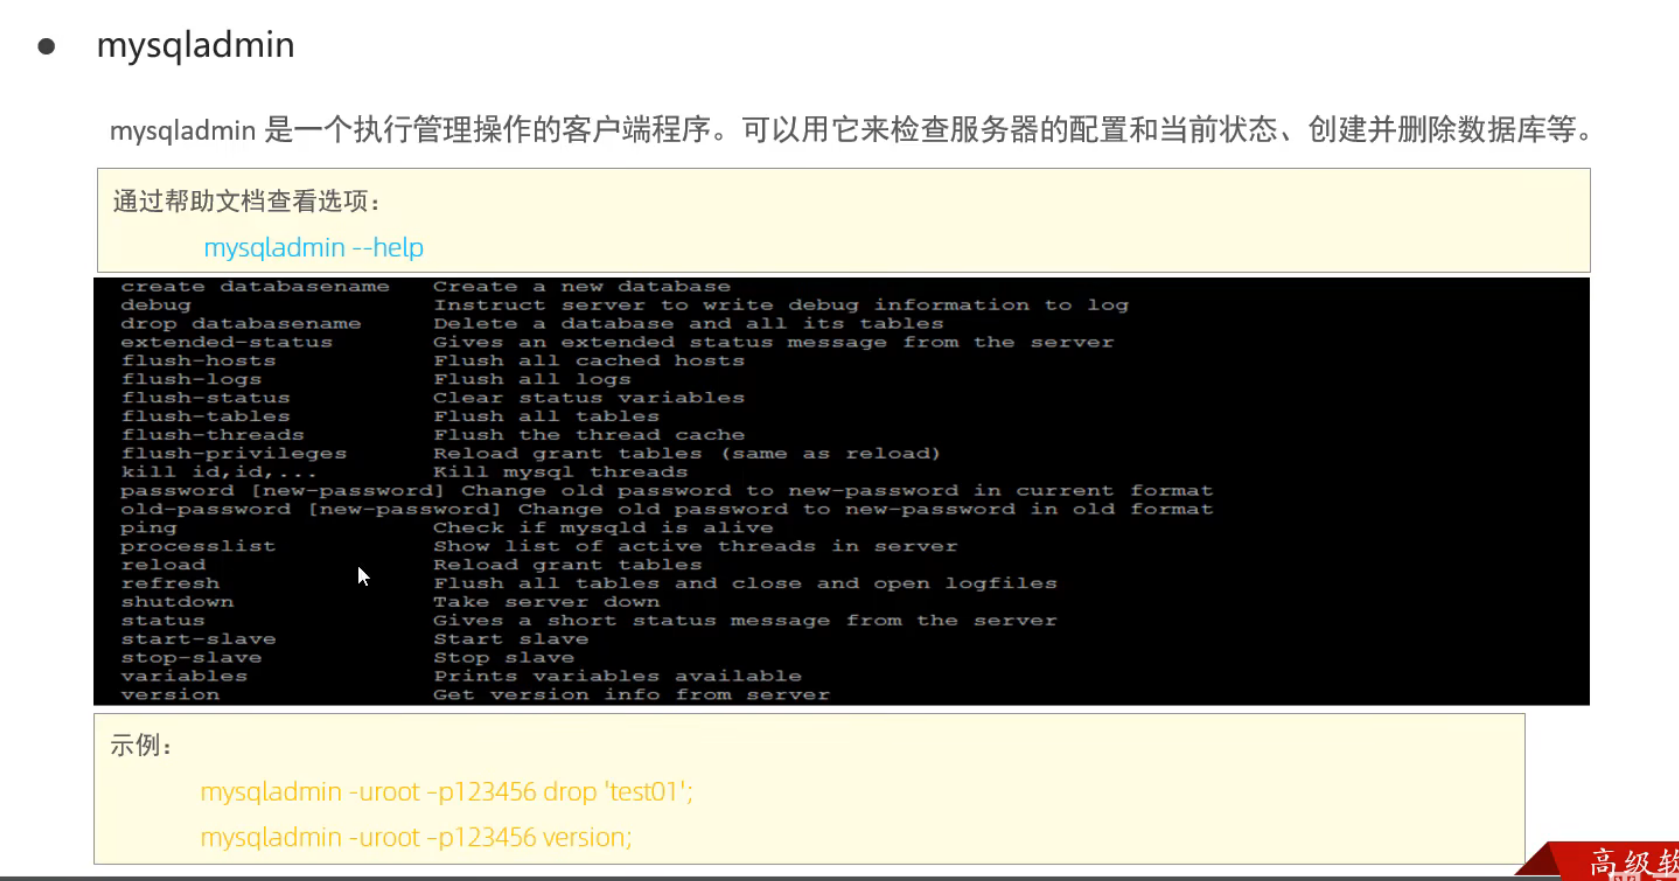 ● mysqladmin
mysqladmin 是一个执行管理操作的客户端程序。可以用它来检查服务器的配置和当前状态、创建并删除数据库等。
通过帮助文档查看选项：
mysqladmin --help
create databasename Create a new database
debug Instruct server to write debug information to log
drop databasename Delete a database and all its tables
extended-status Gives an extended status message from the server
flush-hosts Flush all cached hosts
flush-logs Flush all logs
flush-status Clear status variables
flush-tables Flush all tables
flush-threads Flush the thread cache
flush-privileges Reload grant tables (same as reload)
kill id,id,... Kill mysql threads
password [new-password] Change old password to new-password in current format
old-password [new-password] Change old password to new-password in old format
ping Check if mysqld is alive
processlist Show list of active threads in server
reload Reload grant tables
refresh Flush all tables and close and open logfiles
shutdown Take server down
status Gives a short status message from the server
start-slave Start slave
stop-slave Stop slave
variables Prints variables available
version Get version info from server
示例：
mysqladmin -uroot –p123456 drop 'test01';
mysqladmin -uroot –p123456 version;
高级软